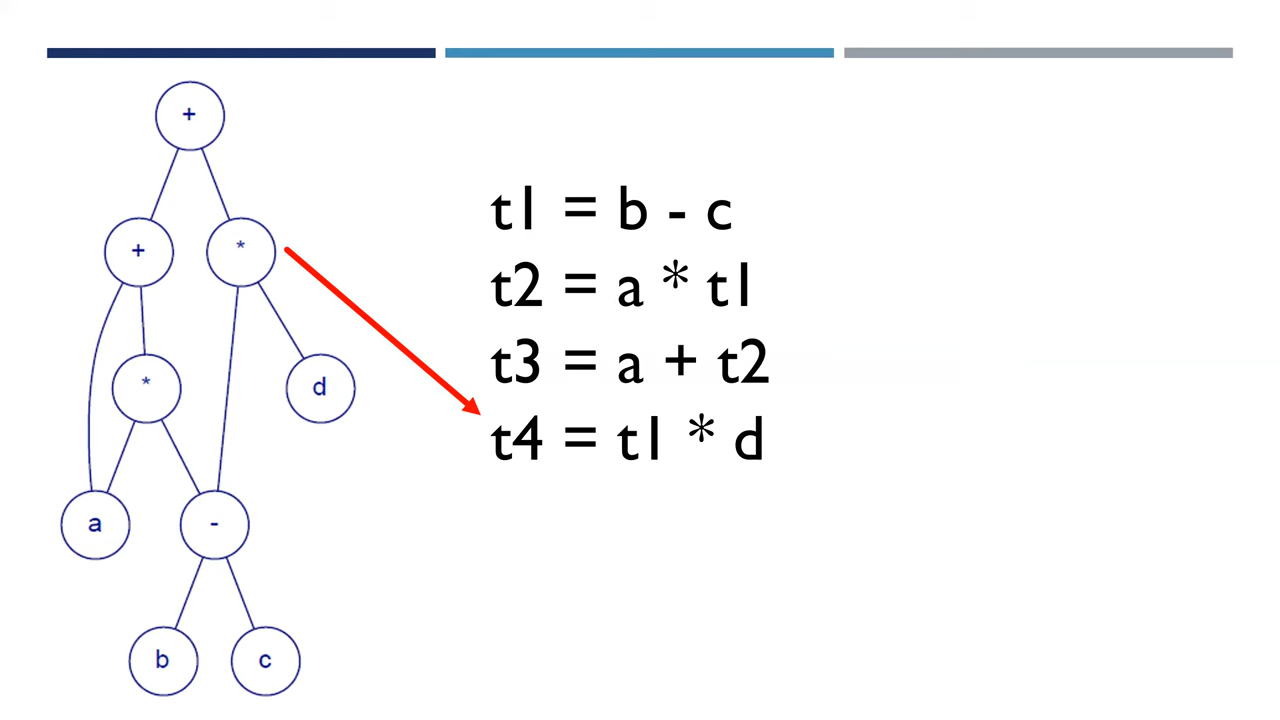 +
+ *
* d
a -
b c
t1 = b - c
t2 = a * t1
t3 = a + t2
t4 = t1 * d